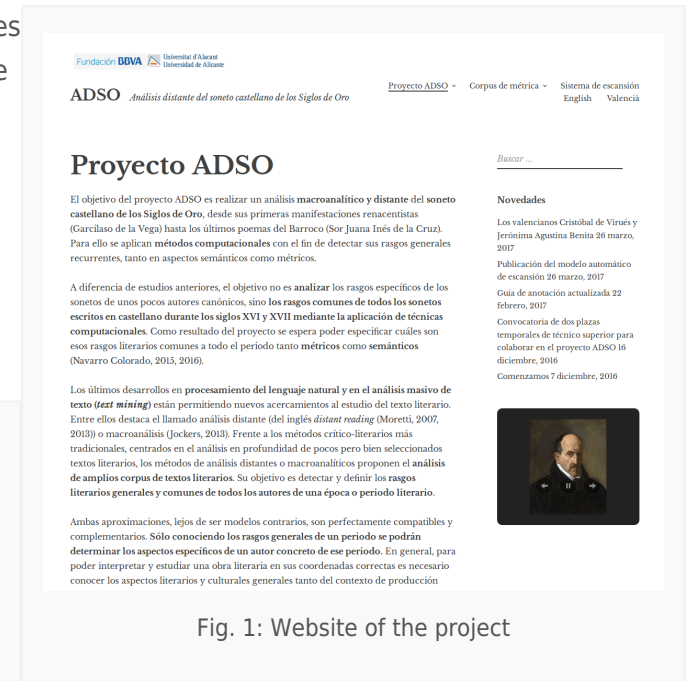 es
e
Fundación BBVA
Universitat d'Alacant
Universidad de Alicante
ADSO Análisis distante del soneto castellano de los Siglos de Oro
Proyecto ADSO
Corpus de métrica
Sistema de escansión
English
Valencià
Proyecto ADSO
El objetivo del proyecto ADSO es realizar un análisis macroanalítico y distante del soneto
castellano de los Siglos de Oro, desde sus primeras manifestaciones renacentistas
(Garcilaso de la Vega) hasta los últimos poemas del Barroco (Sor Juana Inés de la Cruz).
Para ello se aplican métodos computacionales con el fin de detectar sus rasgos generales
recurrentes, tanto en aspectos semánticos como métricos.
A diferencia de estudios anteriores, el objetivo no es analizar los rasgos específicos de los
sonetos de unos pocos autores canónicos, sino los rasgos comunes de todos los sonetos
escritos en castellano durante los siglos XVI y XVII mediante la aplicación de técnicas
computacionales. Como resultado del proyecto se espera poder especificar cuáles son
esos rasgos literarios comunes a todo el periodo tanto métricos como semánticos
(Navarro Colorado, 2015, 2016).
Los últimos desarrollos en procesamiento del lenguaje natural y en el análisis masivo de
texto (text mining) están permitiendo nuevos acercamientos al estudio del texto literario.
Entre ellos destaca el llamado análisis distante (del inglés distant reading (Moretti, 2007,
2013)) o macroanálisis (Jockers, 2013). Frente a los métodos crítico-literarios más
tradicionales, centrados en el análisis en profundidad de pocos pero bien seleccionados
textos literarios, los métodos de análisis distantes o macroanalíticos proponen el análisis
de amplios corpus de textos literarios. Su objetivo es detectar y definir los rasgos
literarios generales y comunes de todos los autores de una época o periodo literario.
Ambas aproximaciones, lejos de ser modelos contrarios, son perfectamente compatibles y
complementarios. Sólo conociendo los rasgos generales de un periodo se podrán
determinar los aspectos específicos de un autor concreto de ese periodo. En general, para
poder interpretar y estudiar una obra literaria en sus coordenadas correctas es necesario
conocer los aspectos literarios y culturales generales tanto del contexto de producción
Buscar ...
Novedades
Los valencianos Cristóbal de Virués y
Jerónima Agustina Benita 26 marzo,
2017
Publicación del modelo automático
de escansión 26 marzo, 2017
Guía de anotación actualizada 22
febrero, 2017
Convocatoria de dos plazas
temporales de técnico superior para
colaborar en el proyecto ADSO 16
diciembre, 2016
Comenzamos 7 diciembre, 2016
Fig. 1: Website of the project